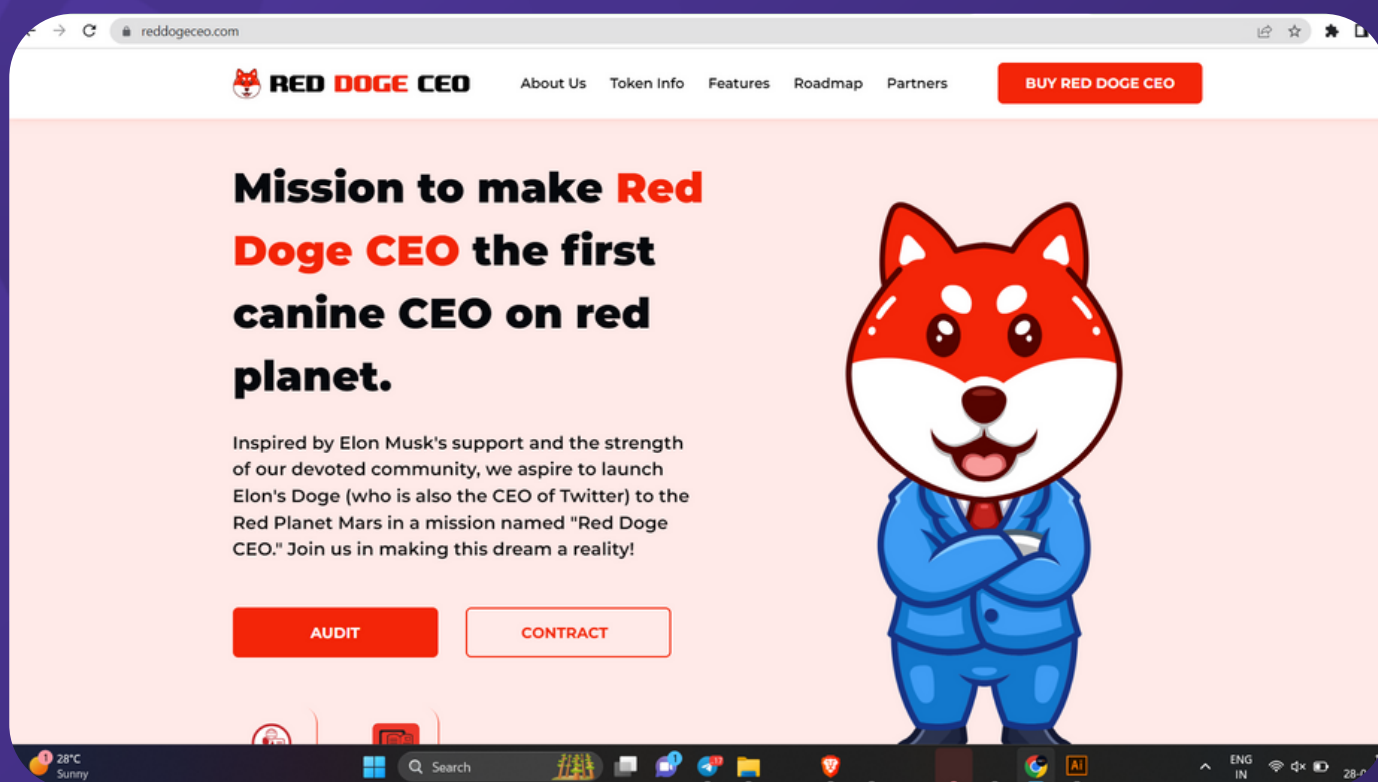 reddogeceo.com
RED DOGE CEO
About Us Token Info Features Roadmap Partners
BUY RED DOGE CEO
Mission to make Red
Doge CEO the first
canine CEO on red
planet.
Inspired by Elon Musk's support and the strength
of our devoted community, we aspire to launch
Elon's Doge (who is also the CEO of Twitter) to the
Red Planet Mars in a mission named "Red Doge
CEO." Join us in making this dream a reality!
AUDIT CONTRACT
1
28°C
Sunny
Search
1
Ai
ENG
IN